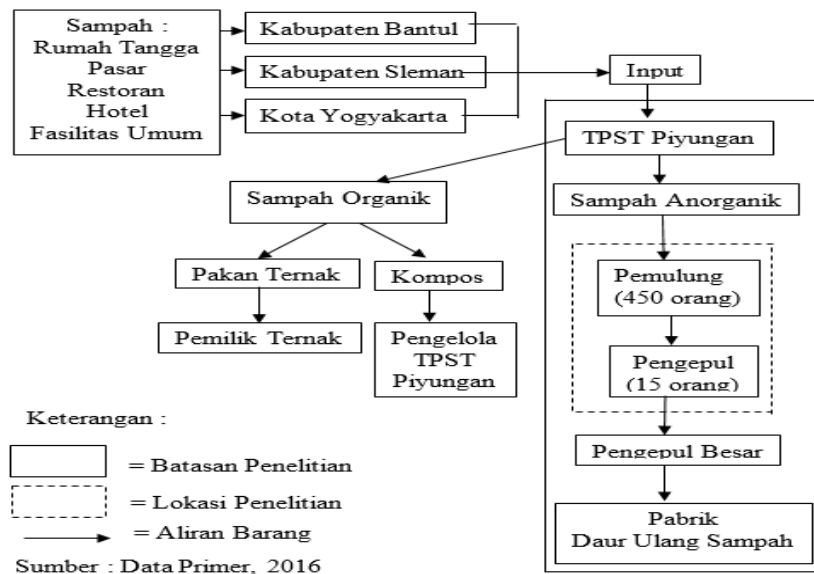 Sampah :
Rumah Tangga
Pasar
Restoran
Hotel
Fasilitas Umum
Kabupaten Bantul
Kabupaten Sleman
Kota Yogyakarta
Input
TPST Piyungan
Sampah Organik
Sampah Anorganik
Pakan Ternak
Kompos
Pemilik Ternak
Pengelola
TPST
Piyungan
Pemulung
(450 orang)
Pengepul
(15 orang)
Pengepul Besar
Pabrik
Daur Ulang Sampah
Keterangan :
= Batasan Penelitian
= Lokasi Penelitian
= Aliran Barang
Sumber : Data Primer, 2016